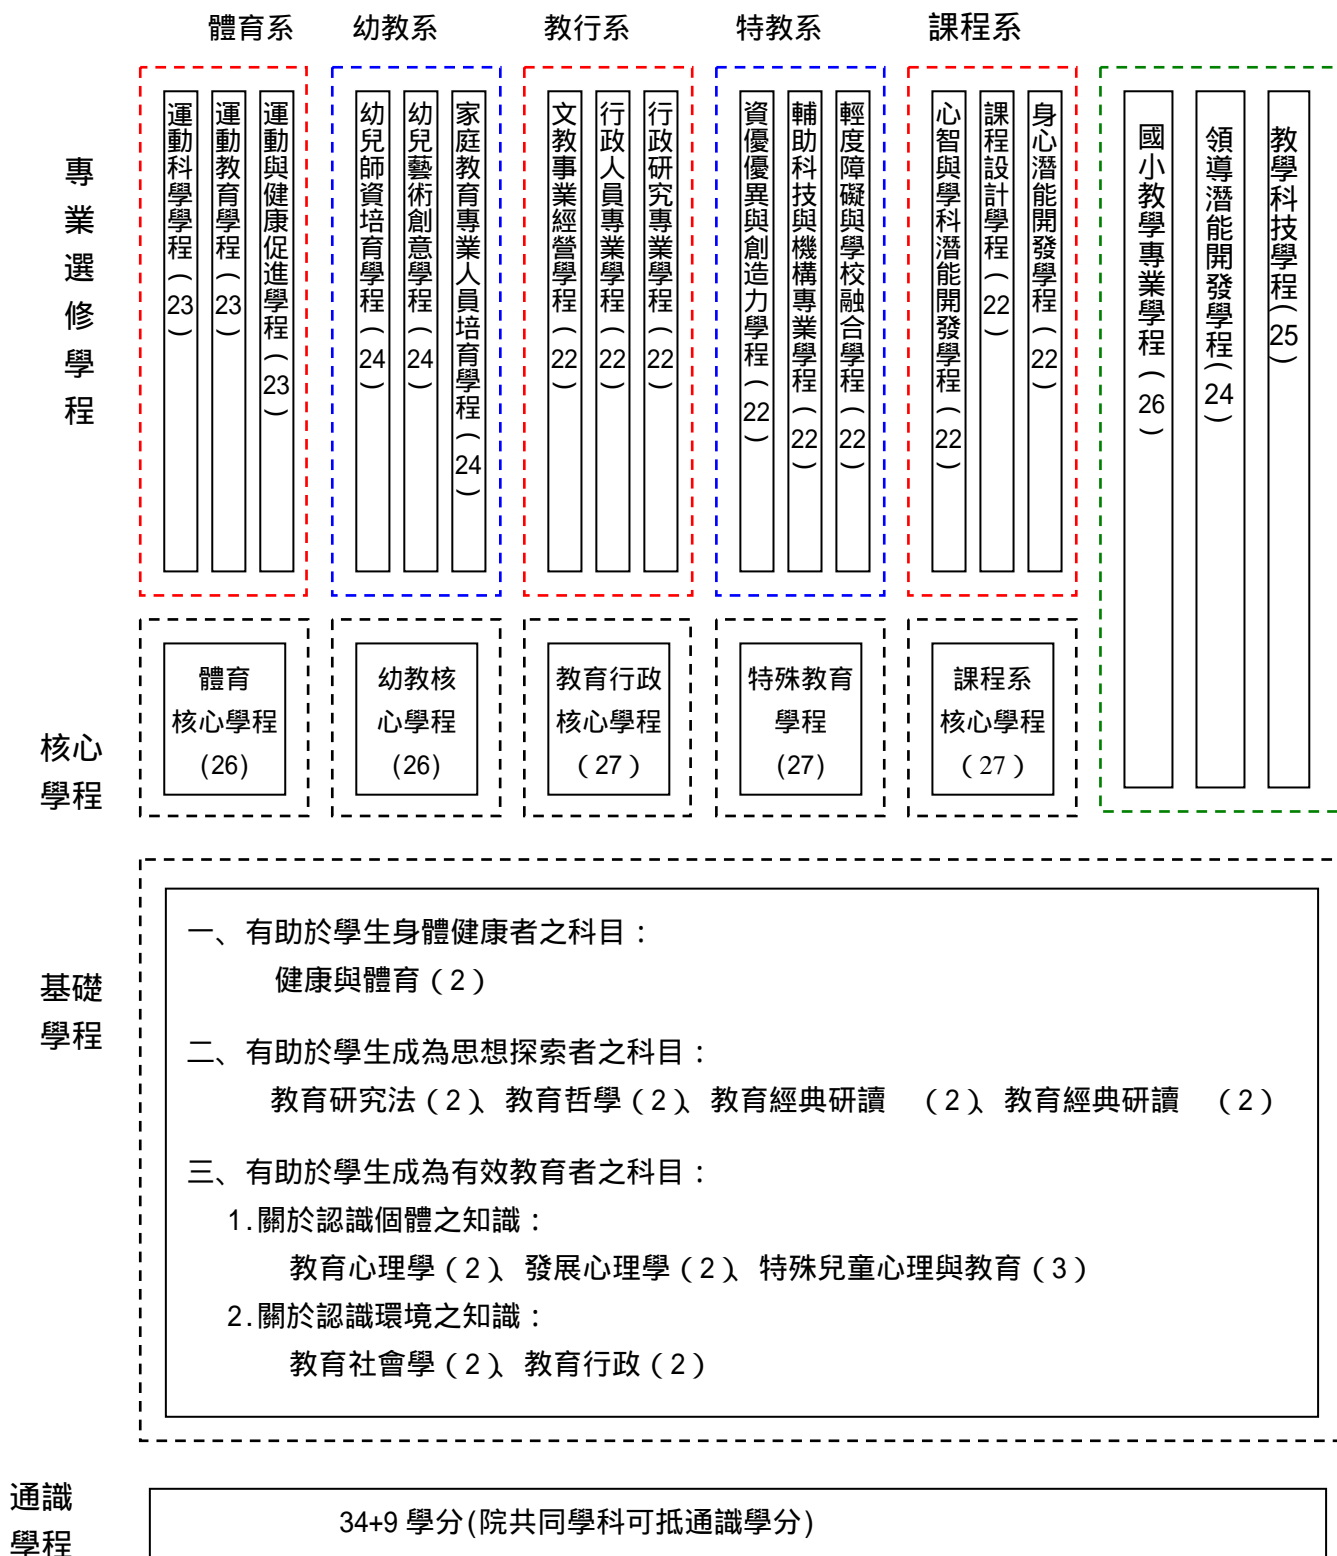 體育系 幼教系 教行系 特教系 課程系
專業選修學程
運動科學學程(23)
運動教育學程(23)
運動與健康促進學程(23)
幼兒師資培育學程(24)
幼兒藝術創意學程(24)
家庭教育專業人員培育學程(24)
文教事業經營學程(22)
行政人員專業學程(22)
行政研究專業學程(22)
資優優異與創造力學程(22)
輔助科技與機構專業學程(22)
輕度障礙與學校融合學程(22)
心智與學科潛能開發學程(22)
課程設計學程(22)
身心潛能開發學程(22)
國小教學專業學程(26)
領導潛能開發學程(24)
教學科技學程(25)
核心
學程
體育
核心學程
(26)
幼教核
心學程
(26)
教育行政
核心學程
（27）
特殊教育
學程
(27)
課程系
核心學程
（27）
基礎
學程
一、有助於學生身體健康者之科目：
健康與體育（2）
二、有助於學生成為思想探索者之科目：
教育研究法（2）、教育哲學（2）、教育經典研讀　（2）、教育經典研讀　（2）
三、有助於學生成為有效教育者之科目：
1.關於認識個體之知識：
教育心理學（2）、發展心理學（2）、特殊兒童心理與教育（3）
2.關於認識環境之知識：
教育社會學（2）、教育行政（2）
通識
學程
34+9 學分(院共同學科可抵通識學分)